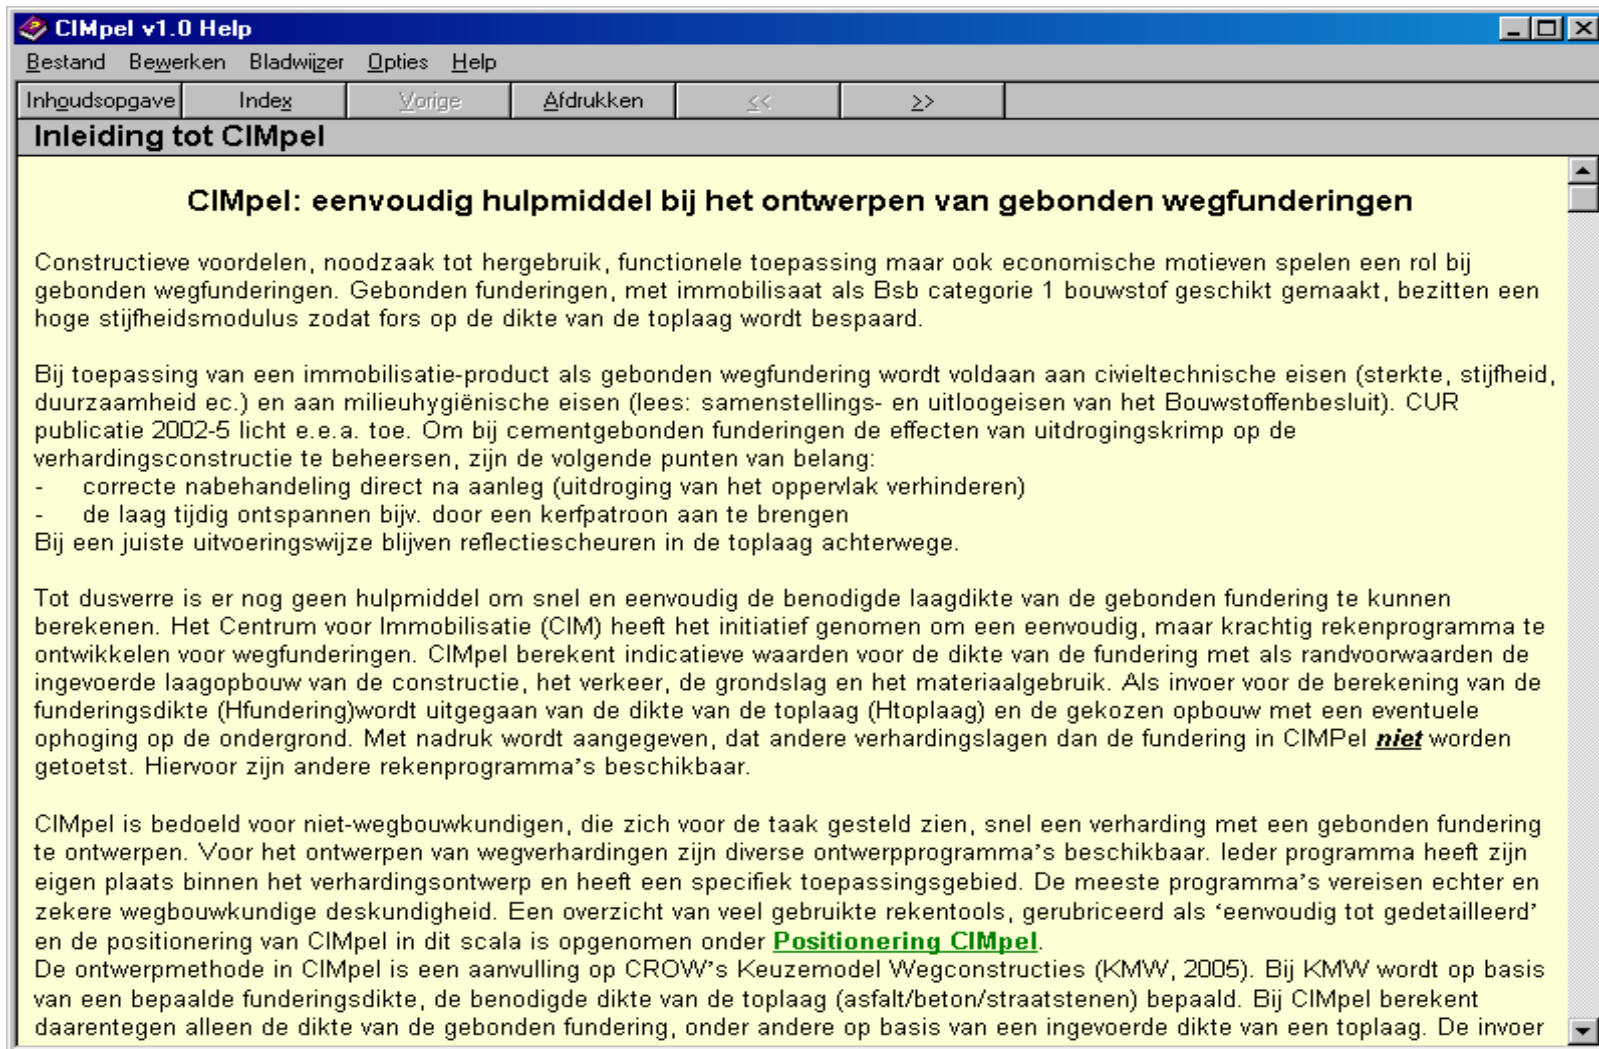 CIMpel v1.0 Help
Bestand Bewerken Bladwijzer Opties Help
Inhoudsopgave Index Vorige Afdrukken << >>
Inleiding tot CIMpel
CIMpel: eenvoudig hulpmiddel bij het ontwerpen van gebonden wegfunderingen
Constructieve voordelen, noodzaak tot hergebruik, functionele toepassing maar ook economische motieven spelen een rol bij
gebonden wegfunderingen. Gebonden funderingen, met immobilisaat als Bsb categorie 1 bouwstof geschikt gemaakt, bezitten een
hoge stijfheidsmodulus zodat fors op de dikte van de toplaag wordt bespaard.
Bij toepassing van een immobilisatie-product als gebonden wegfundering wordt voldaan aan civieltechnische eisen (sterkte, stijfheid,
duurzaamheid ec.) en aan milieuhygiënische eisen (lees: samenstellings- en uitloogeisen van het Bouwstoffenbesluit). CUR
publicatie 2002-5 licht e.e.a. toe. Om bij cementgebonden funderingen de effecten van uitdrogingskrimp op de
verhardingsconstructie te beheersen, zijn de volgende punten van belang:
- correcte nabehandeling direct na aanleg (uitdroging van het oppervlak verhinderen)
- de laag tijdig ontspannen bijv. door een kerfpatroon aan te brengen
Bij een juiste uitvoeringswijze blijven reflectiescheuren in de toplaag achterwege.
Tot dusverre is er nog geen hulpmiddel om snel en eenvoudig de benodigde laagdikte van de gebonden fundering te kunnen
berekenen. Het Centrum voor Immobilisatie (CIM) heeft het initiatief genomen om een eenvoudig, maar krachtig rekenprogramma te
ontwikkelen voor wegfunderingen. CIMpel berekent indicatieve waarden voor de dikte van de fundering met als randvoorwaarden de
ingevoerde laagopbouw van de constructie, het verkeer, de grondslag en het materiaalgebruik. Als invoer voor de berekening van de
funderingsdikte (Hfundering)wordt uitgegaan van de dikte van de toplaag (Htoplaag) en de gekozen opbouw met een eventuele
ophoging op de ondergrond. Met nadruk wordt aangegeven, dat andere verhardingslagen dan de fundering in CIMPel niet worden
getoetst. Hiervoor zijn andere rekenprogramma's beschikbaar.
CIMpel is bedoeld voor niet-wegbouwkundigen, die zich voor de taak gesteld zien, snel een verharding met een gebonden fundering
te ontwerpen. Voor het ontwerpen van wegverhardingen zijn diverse ontwerpprogramma's beschikbaar. Ieder programma heeft zijn
eigen plaats binnen het verhardingsontwerp en heeft een specifiek toepassingsgebied. De meeste programma's vereisen echter en
zekere wegbouwkundige deskundigheid. Een overzicht van veel gebruikte rekentools, gerubriceerd als 'eenvoudig tot gedetailleerd'
en de positionering van CIMpel in dit scala is opgenomen onder Positionering CIMpel.
De ontwerpmethode in CIMpel is een aanvulling op CROW's Keuzemodel Wegconstructies (KMW, 2005). Bij KMW wordt op basis
van een bepaalde funderingsdikte, de benodigde dikte van de toplaag (asfalt/beton/straatstenen) bepaald. Bij CIMpel berekent
daarentegen alleen de dikte van de gebonden fundering, onder andere op basis van een ingevoerde dikte van een toplaag. De invoer